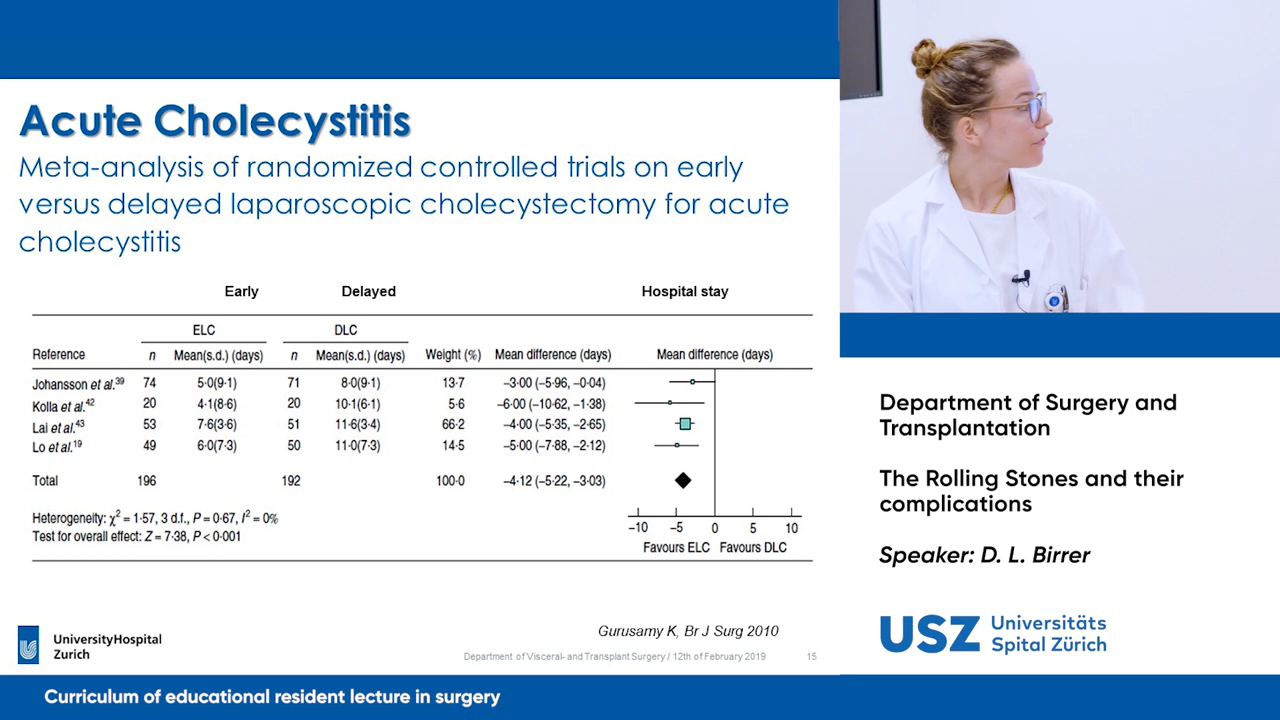 Acute Cholecystitis
Meta-analysis of randomized controlled trials on early
versus delayed laparoscopic cholecystectomy for acute
cholecystitis
Early Delayed Hospital stay
ELC DLC
Reference n Mean(s.d.) (days) n Mean(s.d.) (days) Weight (%) Mean difference (days) Mean difference (days)
Johansson et al.³⁹ 74 5·0(9·1) 71 8·0(9·1) 13·7 −3·00 (−5·96, −0·04)
Kolla et al.⁴² 20 4·1(8·6) 20 10·1(6·1) 5·6 −6·00 (−10·62, −1·38)
Lai et al.⁴³ 53 7·6(3·6) 51 11·6(3·4) 66·2 −4·00 (−5·35, −2·65)
Lo et al.¹⁹ 49 6·0(7·3) 50 11·0(7·3) 14·5 −5·00 (−7·88, −2·12)
Total 196 192 100·0 −4·12 (−5·22, −3·03)
Heterogeneity: χ² = 1·57, 3 d.f., P = 0·67, I² = 0%
Test for overall effect: Z = 7·38, P < 0·001
−10 −5 0 5 10
Favours ELC Favours DLC
Gurusamy K, Br J Surg 2010
UniversityHospital
Zurich
Department of Visceral- and Transplant Surgery / 12th of February 2019 15
Department of Surgery and
Transplantation
The Rolling Stones and their
complications
Speaker: D. L. Birrer
USZ Universitäts
Spital Zürich
Curriculum of educational resident lecture in surgery